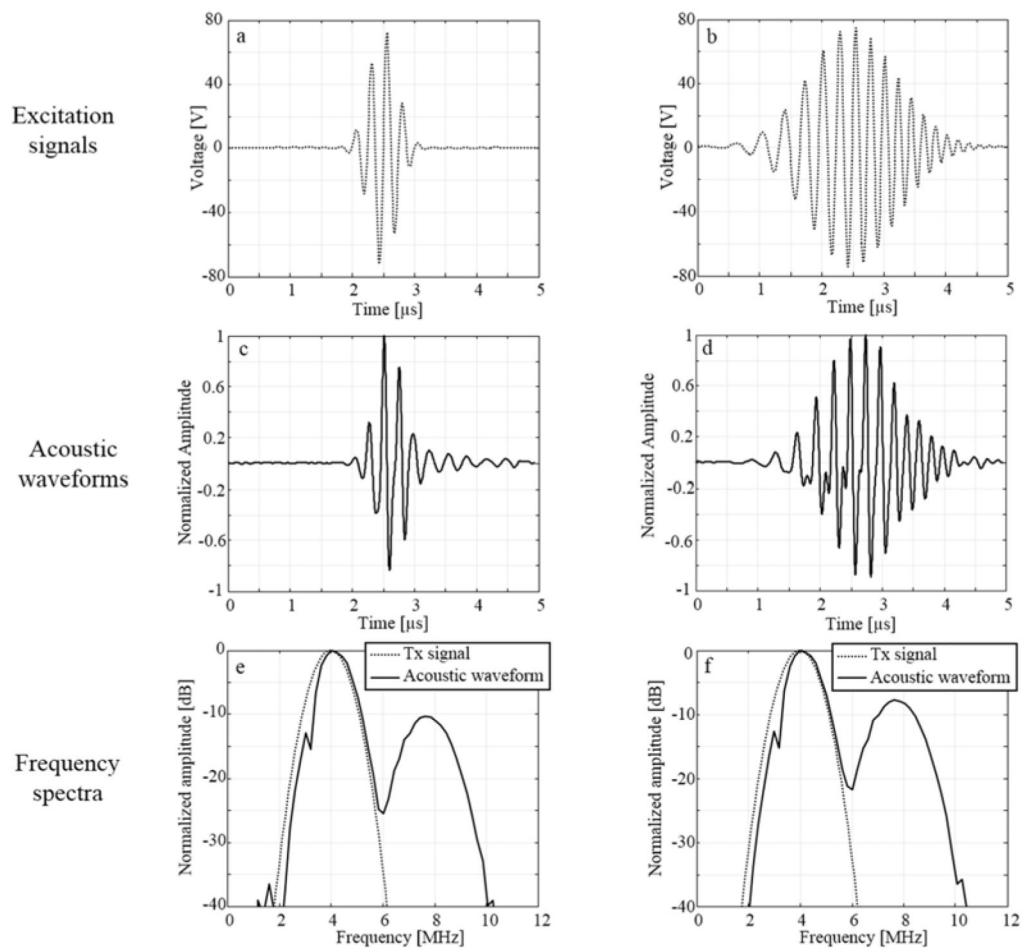 Excitation
signals
a
Voltage [V]
80
40
0
-40
-80
0 1 2 3 4 5
Time [µs]
b
Voltage [V]
80
40
0
-40
-80
0 1 2 3 4 5
Time [µs]
Acoustic
waveforms
c
Normalized Amplitude
1
0.6
0.2
-0.2
-0.6
-1
0 1 2 3 4 5
Time [µs]
d
Normalized Amplitude
1
0.6
0.2
-0.2
-0.6
-1
0 1 2 3 4 5
Time [µs]
Frequency
spectra
e
Tx signal
Acoustic waveform
Normalized amplitude [dB]
0
-10
-20
-30
-40
0 2 4 6 8 10 12
Frequency [MHz]
f
Tx signal
Acoustic waveform
Normalized amplitude [dB]
0
-10
-20
-30
-40
0 2 4 6 8 10 12
Frequency [MHz]